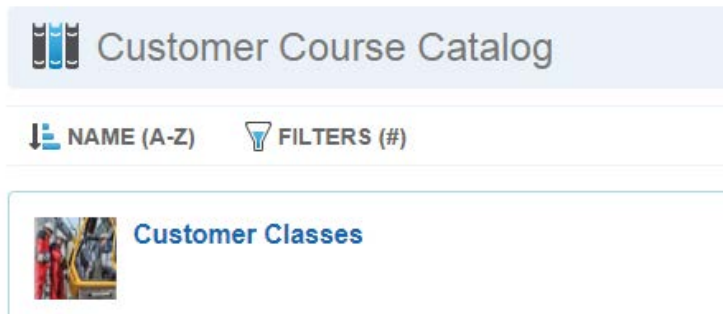 Customer Course Catalog
NAME (A-Z) FILTERS (#)
Customer Classes